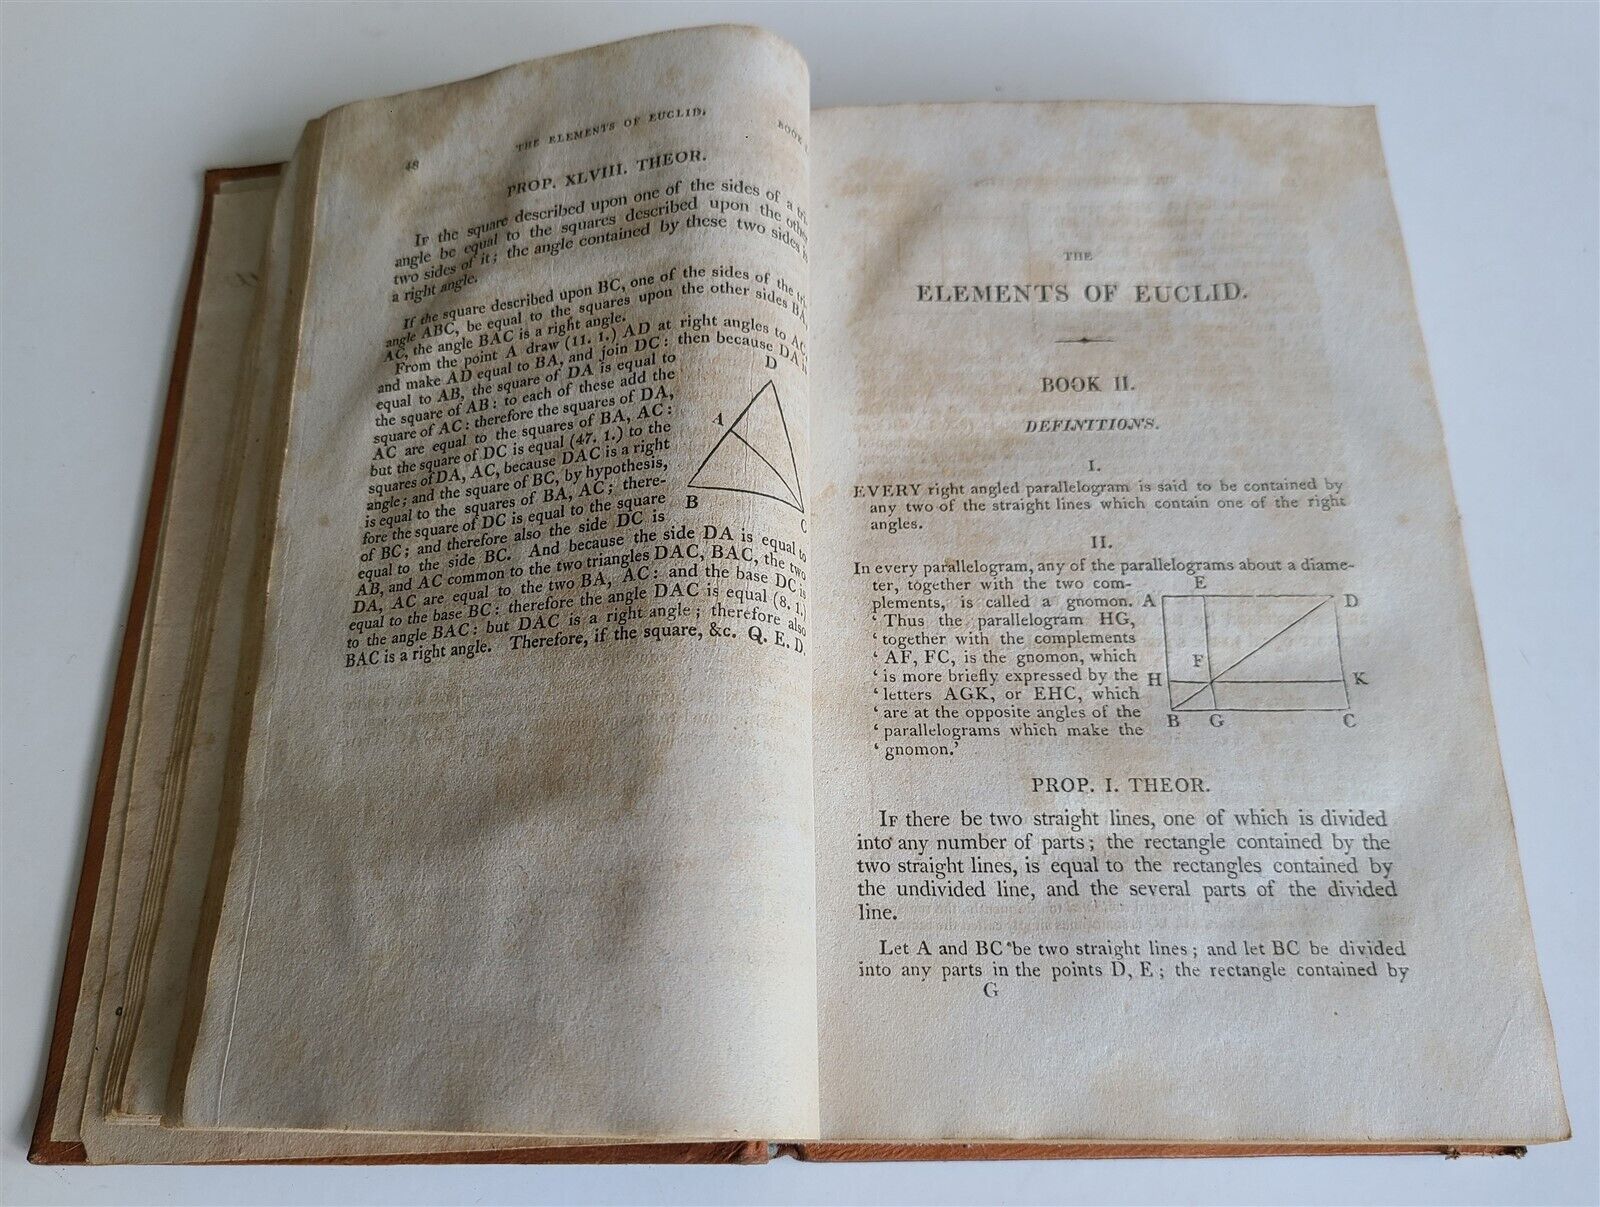 48
THE ELEMENTS OF EUCLID.
BOOK
PROP. XLVIII. THEOR.
IF the square described upon one of the sides of a tri-
angle be equal to the squares described upon the other
two sides of it; the angle contained by these two sides is
a right angle.
If the square described upon BC, one of the sides of the tri-
angle ABC, be equal to the squares upon the other sides BA,
AC, the angle BAC is a right angle.
From the point A draw (11. 1.) AD at right angles to AC,
and make AD equal to BA, and join DC: then because DA is
equal to AB, the square of DA is equal to
the square of AB: to each of these add the
square of AC: therefore the squares of DA,
AC are equal to the squares of BA, AC:
but the square of DC is equal (47. 1.) to the
squares of DA, AC, because DAC is a right
angle; and the square of BC, by hypothesis,
is equal to the squares of BA, AC; there-
fore the square of DC is equal to the square
of BC; and therefore also the side DC is
equal to the side BC. And because the side DA is equal to
AB, and AC common to the two triangles DAC, BAC, the two
DA, AC are equal to the two BA, AC: and the base DC is
equal to the base BC: therefore the angle DAC is equal (8. 1.)
to the angle BAC: but DAC is a right angle; therefore also
BAC is a right angle. Therefore, if the square, &c. Q. E. D.
D
A
B
C
THE
ELEMENTS OF EUCLID.
BOOK II.
DEFINITIONS.
I.
EVERY right angled parallelogram is said to be contained by
any two of the straight lines which contain one of the right
angles.
II.
In every parallelogram, any of the parallelograms about a diame-
ter, together with the two com-
plements, is called a gnomon.
‘ Thus the parallelogram HG,
‘ together with the complements
‘ AF, FC, is the gnomon, which
‘ is more briefly expressed by the
‘ letters AGK, or EHC, which
‘ are at the opposite angles of the
‘ parallelograms which make the
‘ gnomon.’
A E D
F
H K
B G C
PROP. I. THEOR.
IF there be two straight lines, one of which is divided
into any number of parts; the rectangle contained by the
two straight lines, is equal to the rectangles contained by
the undivided line, and the several parts of the divided
line.
Let A and BC be two straight lines; and let BC be divided
into any parts in the points D, E; the rectangle contained by
G